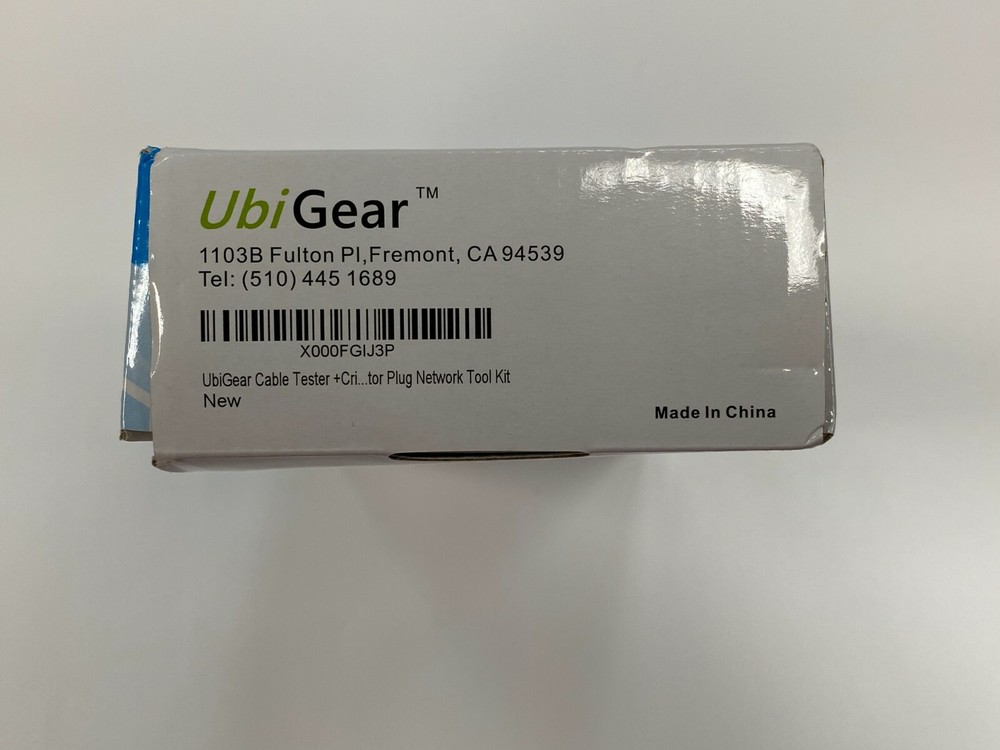 UbiGear™
1103B Fulton Pl,Fremont, CA 94539
Tel: (510) 445 1689
X000FGIJ3P
UbiGear Cable Tester +Cri...tor Plug Network Tool Kit
New
Made In China